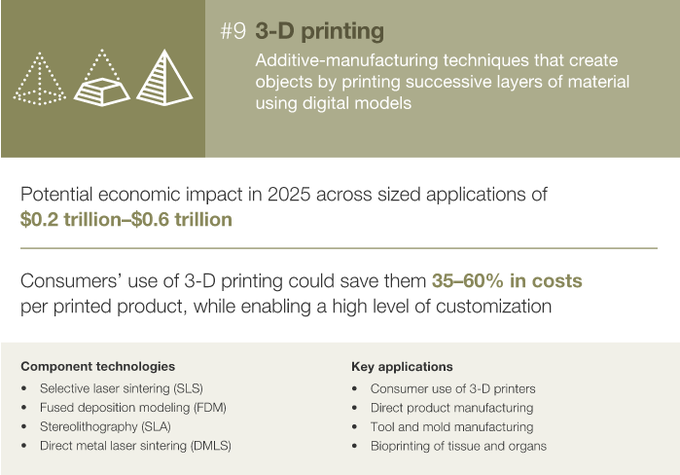 #9 3-D printing
Additive-manufacturing techniques that create
objects by printing successive layers of material
using digital models
Potential economic impact in 2025 across sized applications of
$0.2 trillion–$0.6 trillion
Consumers’ use of 3-D printing could save them 35–60% in costs
per printed product, while enabling a high level of customization
Component technologies
• Selective laser sintering (SLS)
• Fused deposition modeling (FDM)
• Stereolithography (SLA)
• Direct metal laser sintering (DMLS)
Key applications
• Consumer use of 3-D printers
• Direct product manufacturing
• Tool and mold manufacturing
• Bioprinting of tissue and organs